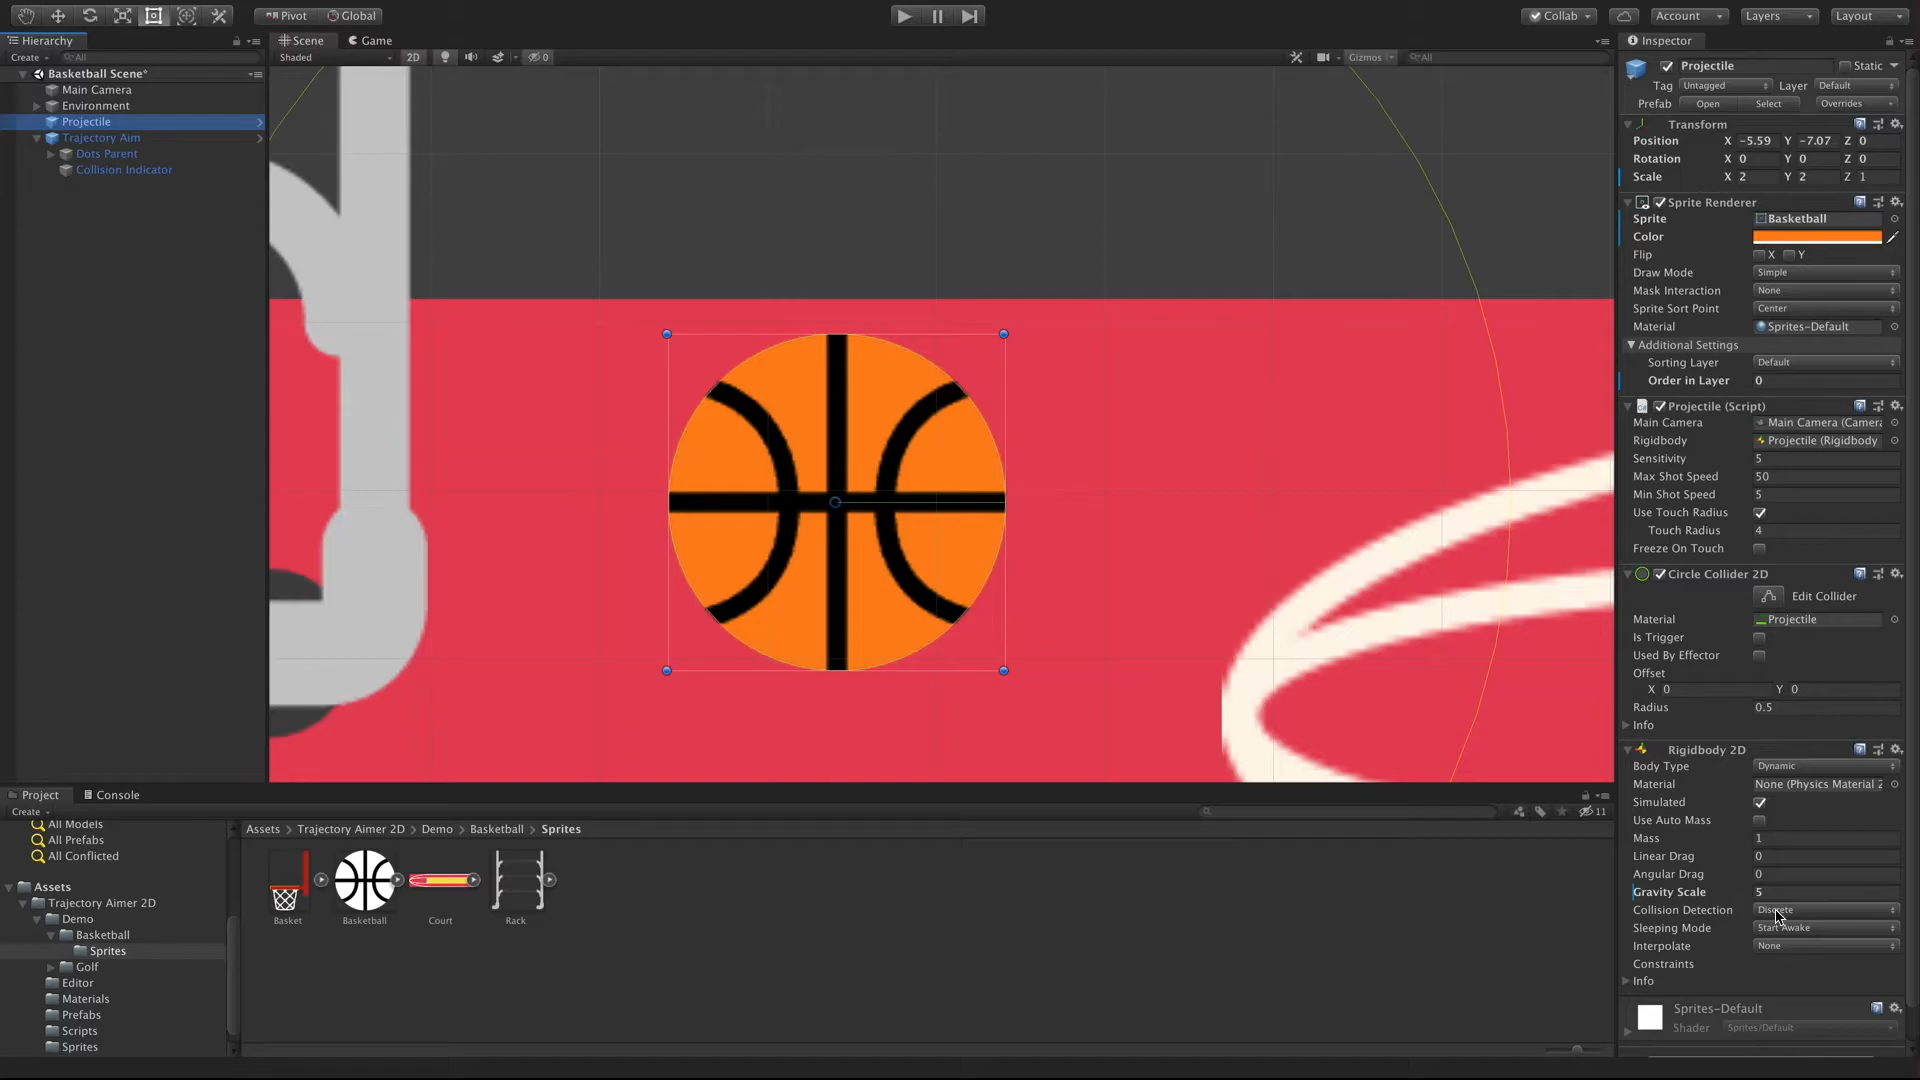 Pivot
Global
Collab
Account
Layers
Layout
Hierarchy
Create
All
Basketball Scene*
Main Camera
Environment
Projectile
Trajectory Aim
Dots Parent
Collision Indicator
Scene
Game
Shaded
2D
0
Gizmos
All
Inspector
Projectile
Static
Tag Untagged Layer Default
Prefab Open Select Overrides
Transform
Position X -5.59 Y -7.07 Z 0
Rotation X 0 Y 0 Z 0
Scale X 2 Y 2 Z 1
Sprite Renderer
Sprite Basketball
Color
Flip X Y
Draw Mode Simple
Mask Interaction None
Sprite Sort Point Center
Material Sprites-Default
Additional Settings
Sorting Layer Default
Order in Layer 0
Projectile (Script)
Main Camera Main Camera (Camera
Rigidbody Projectile (Rigidbody
Sensitivity 5
Max Shot Speed 50
Min Shot Speed 5
Use Touch Radius
Touch Radius 4
Freeze On Touch
Circle Collider 2D
Edit Collider
Material Projectile
Is Trigger
Used By Effector
Offset
X 0 Y 0
Radius 0.5
Info
Rigidbody 2D
Body Type Dynamic
Material None (Physics Material 2
Simulated
Use Auto Mass
Mass 1
Linear Drag 0
Angular Drag 0
Gravity Scale 5
Collision Detection Discrete
Sleeping Mode Start Awake
Interpolate None
Constraints
Info
Sprites-Default
Shader Sprites/Default
Project
Console
Create
11
All Models
All Prefabs
All Conflicted
Assets
Trajectory Aimer 2D
Demo
Basketball
Sprites
Golf
Editor
Materials
Prefabs
Scripts
Sprites
Assets > Trajectory Aimer 2D > Demo > Basketball > Sprites
Basket
Basketball
Court
Rack